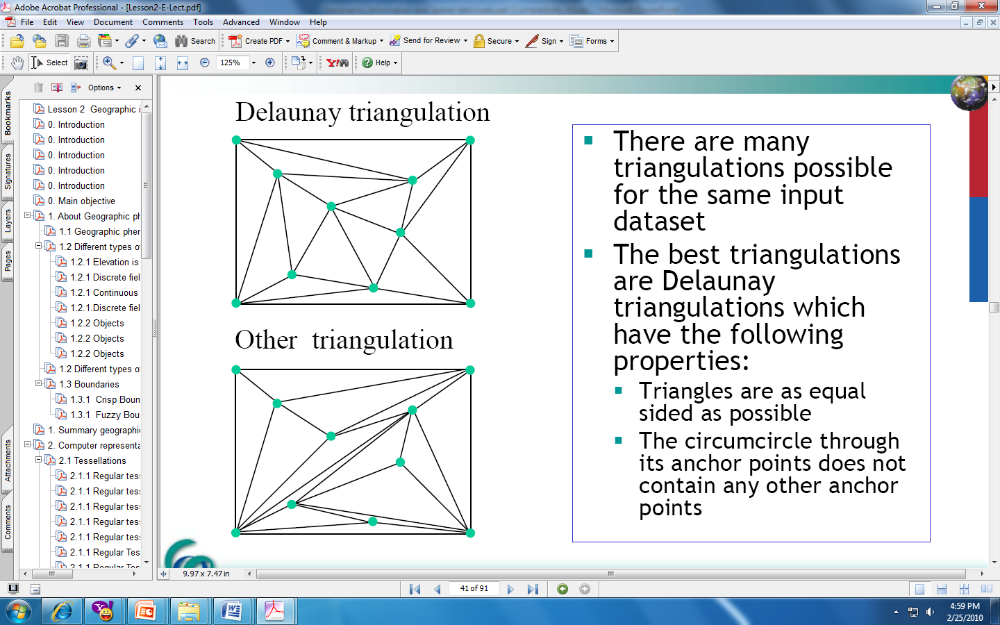 Adobe Acrobat Professional - [Lesson2-E-Lect.pdf]
File Edit View Document Comments Tools Advanced Window Help
Search Create PDF Comment & Markup Send for Review Secure Sign Forms
Select 125% Y! Help
Options
Bookmarks
Signatures
Layers
Pages
Attachments
Comments
Lesson 2 Geographic i
0. Introduction
0. Introduction
0. Introduction
0. Introduction
0. Introduction
0. Main objective
1. About Geographic ph
1.1 Geographic pher
1.2 Different types o
1.2.1 Elevation is
1.2.1 Discrete fiel
1.2.1 Continuous
1.2.1.Discrete fiel
1.2.2 Objects
1.2.2 Objects
1.2.2 Objects
1.2 Different types o
1.3 Boundaries
1.3.1 Crisp Boun
1.3.1 Fuzzy Bou
1. Summary geographi
2. Computer representa
2.1 Tessellations
2.1.1 Regular tes
2.1.1 Regular tes
2.1.1 Regular tes
2.1.1 Regular tes
2.1.1 Regular tes
2.1.1 Regular Tes
2.1.1 Regular Tes
Delaunay triangulation
Other triangulation
There are many
triangulations possible
for the same input
dataset
The best triangulations
are Delaunay
triangulations which
have the following
properties:
Triangles are as equal
sided as possible
The circumcircle through
its anchor points does not
contain any other anchor
points
9.97 x 7.47 in
41 of 91
4:59 PM
2/25/2010